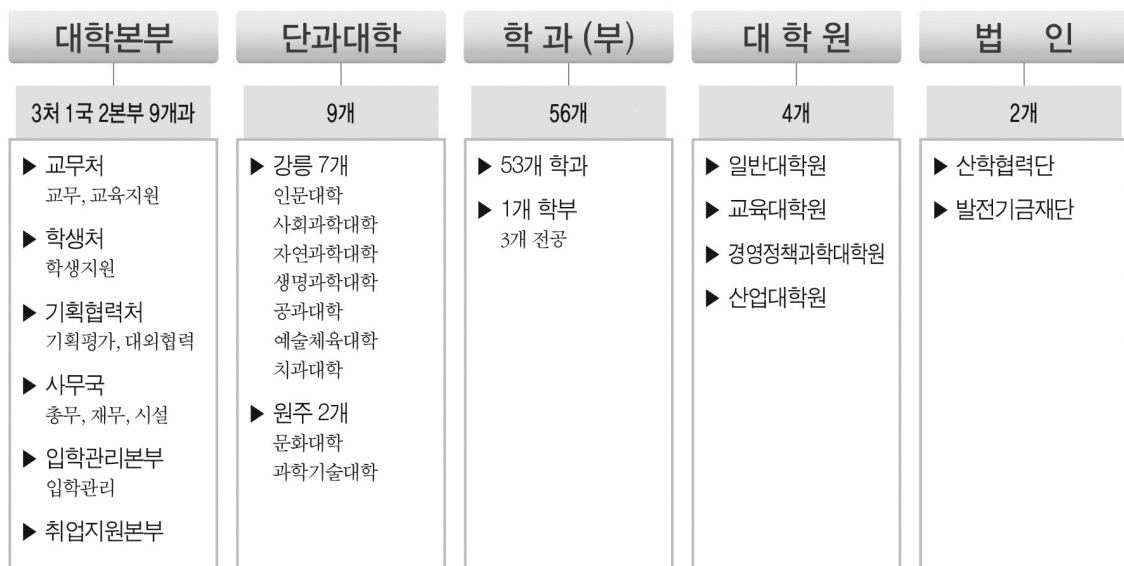 대학본부
3처 1국 2본부 9개과
▶ 교무처
교무, 교육지원
▶ 학생처
학생지원
▶ 기획협력처
기획평가, 대외협력
▶ 사무국
총무, 재무, 시설
▶ 입학관리본부
입학관리
▶ 취업지원본부
단과대학
9개
▶ 강릉 7개
인문대학
사회과학대학
자연과학대학
생명과학대학
공과대학
예술체육대학
치과대학
▶ 원주 2개
문화대학
과학기술대학
학 과 (부)
56개
▶ 53개 학과
▶ 1개 학부
3개 전공
대 학 원
4개
▶ 일반대학원
▶ 교육대학원
▶ 경영정책과학대학원
▶ 산업대학원
법 인
2개
▶ 산학협력단
▶ 발전기금재단